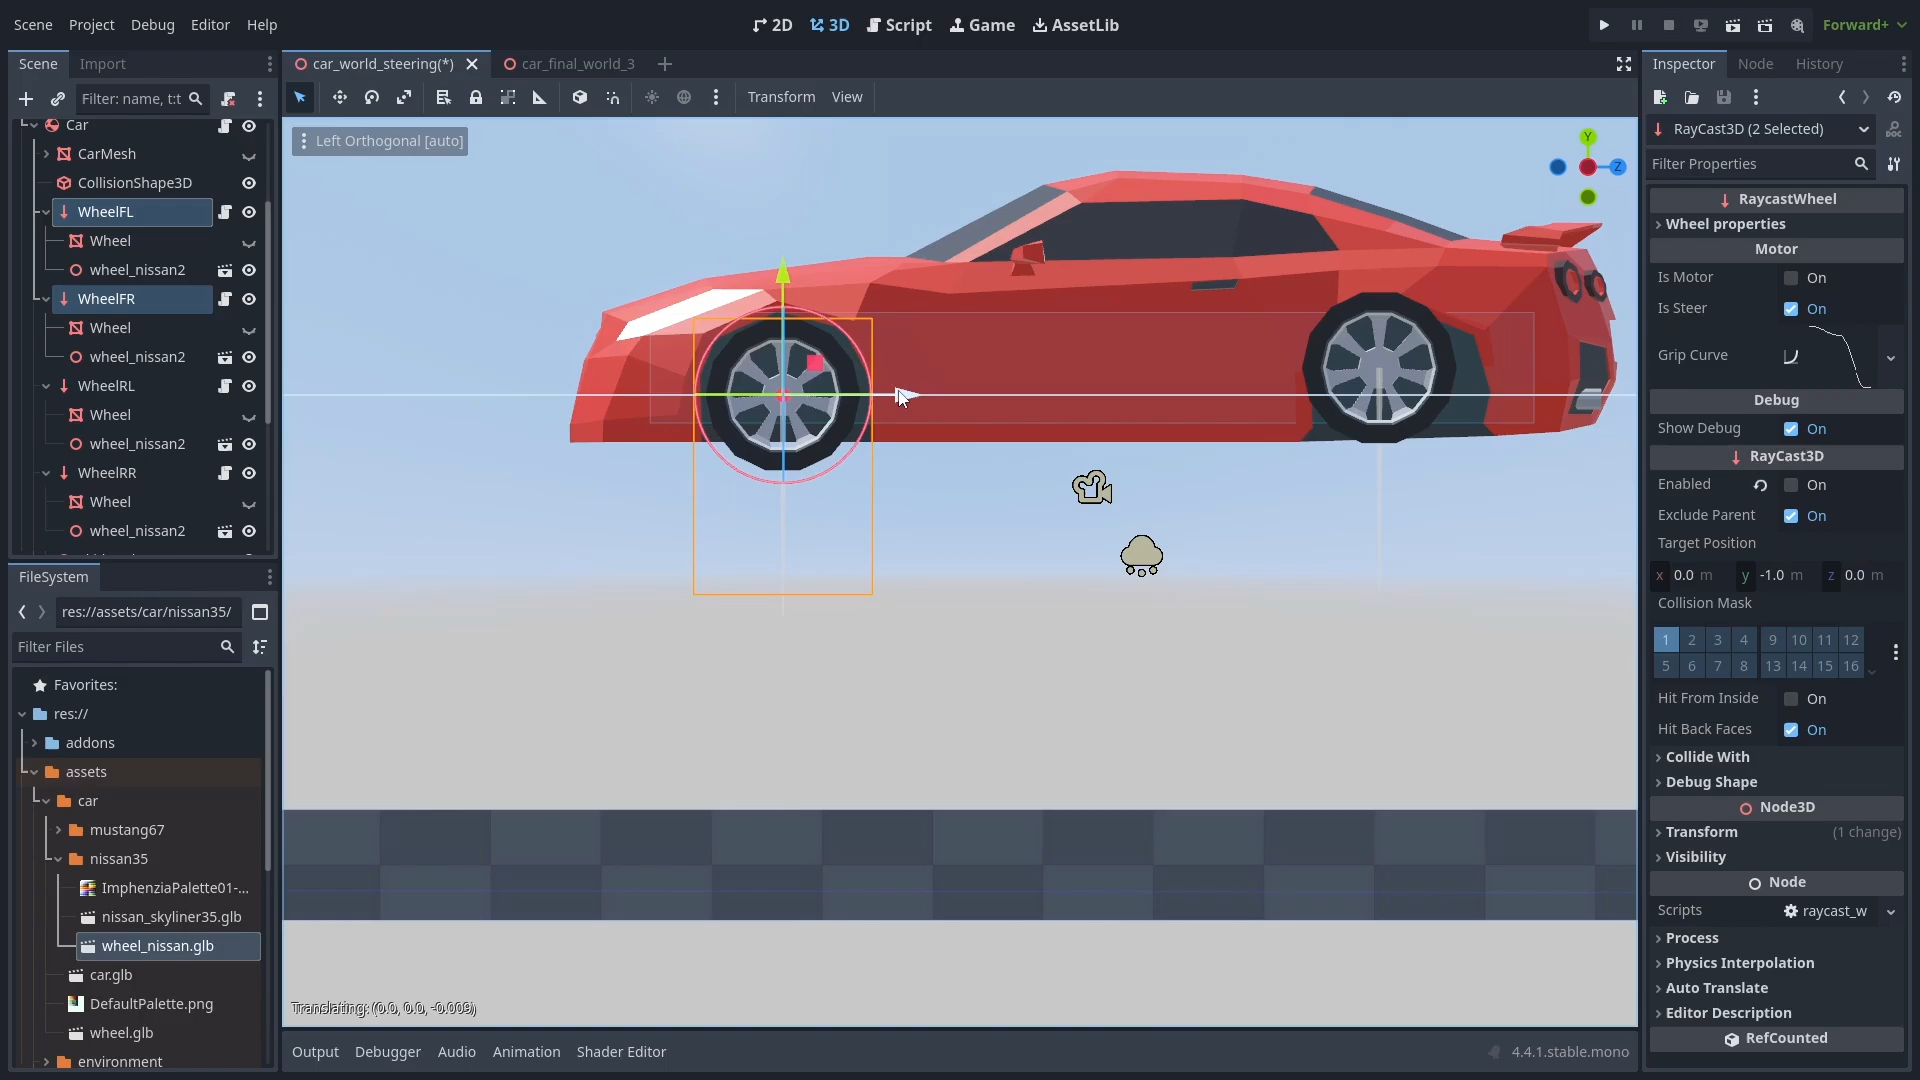 Scene Project Debug Editor Help
2D 3D Script Game AssetLib
Forward+
Scene Import
car_world_steering(*) car_final_world_3
Inspector Node History
Filter: name, t:t
Transform View
Car
CarMesh
CollisionShape3D
WheelFL
Wheel
wheel_nissan2
WheelFR
Wheel
wheel_nissan2
WheelRL
Wheel
wheel_nissan2
WheelRR
Wheel
wheel_nissan2
FileSystem
res://assets/car/nissan35/
Filter Files
Favorites:
res://
addons
assets
car
mustang67
nissan35
ImphenziaPalette01-...
nissan_skyliner35.glb
wheel_nissan.glb
car.glb
DefaultPalette.png
wheel.glb
environment
Left Orthogonal [auto]
Y
Z
Translating: (0.0, 0.0, -0.009)
Output Debugger Audio Animation Shader Editor
4.4.1.stable.mono
RayCast3D (2 Selected)
DOC
Filter Properties
RaycastWheel
Wheel properties
Motor
Is Motor On
Is Steer On
Grip Curve
Debug
Show Debug On
RayCast3D
Enabled On
Exclude Parent On
Target Position
x 0.0 m y -1.0 m z 0.0 m
Collision Mask
1 2 3 4 9 10 11 12
5 6 7 8 13 14 15 16
Hit From Inside On
Hit Back Faces On
Collide With
Debug Shape
Node3D
Transform (1 change)
Visibility
Node
Scripts raycast_w
Process
Physics Interpolation
Auto Translate
Editor Description
RefCounted